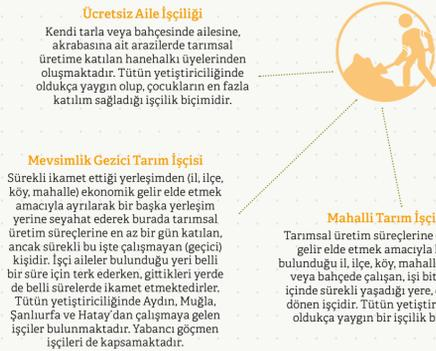 Ücretsiz Aile İşçiliği
Kendi tarla veya bahçesinde ailesine,
akrabasına ait arazilerde tarımsal
üretime katılan hanehalkı üyelerinden
oluşmaktadır. Tütün yetiştiriciliğinde
oldukça yaygın olup, çocukların en fazla
katılım sağladığı işçilik biçimidir.
Mevsimlik Gezici Tarım İşçisi
Sürekli ikamet ettiği yerleşimden (il, ilçe,
köy, mahalle) ekonomik gelir elde etmek
amacıyla ayrılarak bir başka yerleşim
yerine seyahat ederek burada tarımsal
üretim süreçlerine en az bir gün katılan,
ancak sürekli bu işte çalışmayan (geçici)
kişidir. İşçi aileler bulunduğu yeri belli
bir süre için terk ederken, gittikleri yerde
de belli sürelerde ikamet etmektedirler.
Tütün yetiştiriciliğinde Aydın, Muğla,
Şanlıurfa ve Hatay'dan çalışmaya gelen
işçiler bulunmaktadır. Yabancı göçmen
işçileri de kapsamaktadır.
Mahalli Tarım İşçi
Tarımsal üretim süreçlerine
gelir elde etmek amacıyla
bulunduğu il, ilçe, köy, mahall
veya bahçede çalışan, işi bit
içinde sürekli yaşadığı yere,
dönen işçidir. Tütün yetiştir
oldukça yaygın bir işçilik b